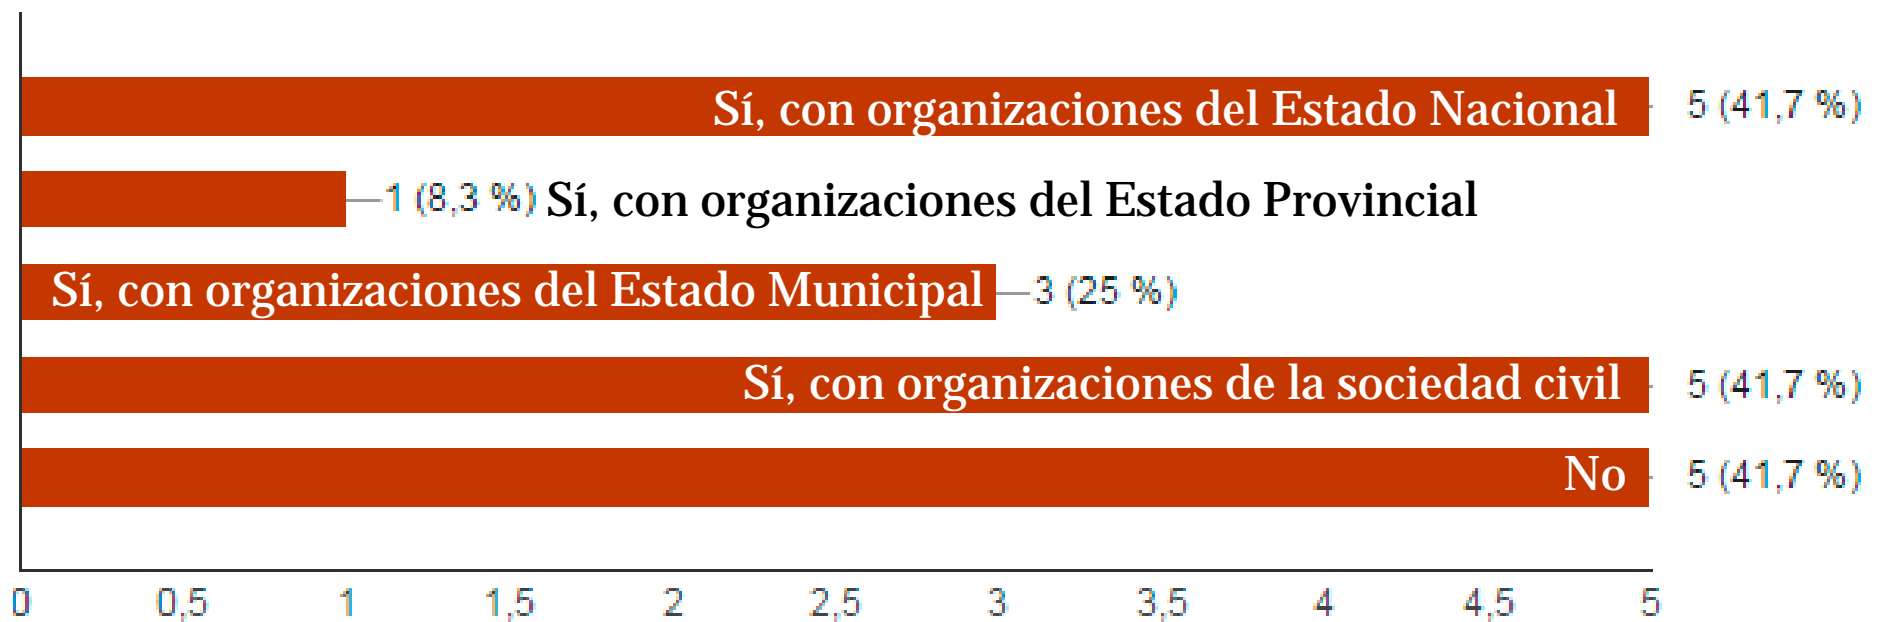 Sí, con organizaciones del Estado Nacional 5 (41,7 %)
1 (8,3 %) Sí, con organizaciones del Estado Provincial
Sí, con organizaciones del Estado Municipal 3 (25 %)
Sí, con organizaciones de la sociedad civil 5 (41,7 %)
No 5 (41,7 %)
0 0,5 1 1,5 2 2,5 3 3,5 4 4,5 5